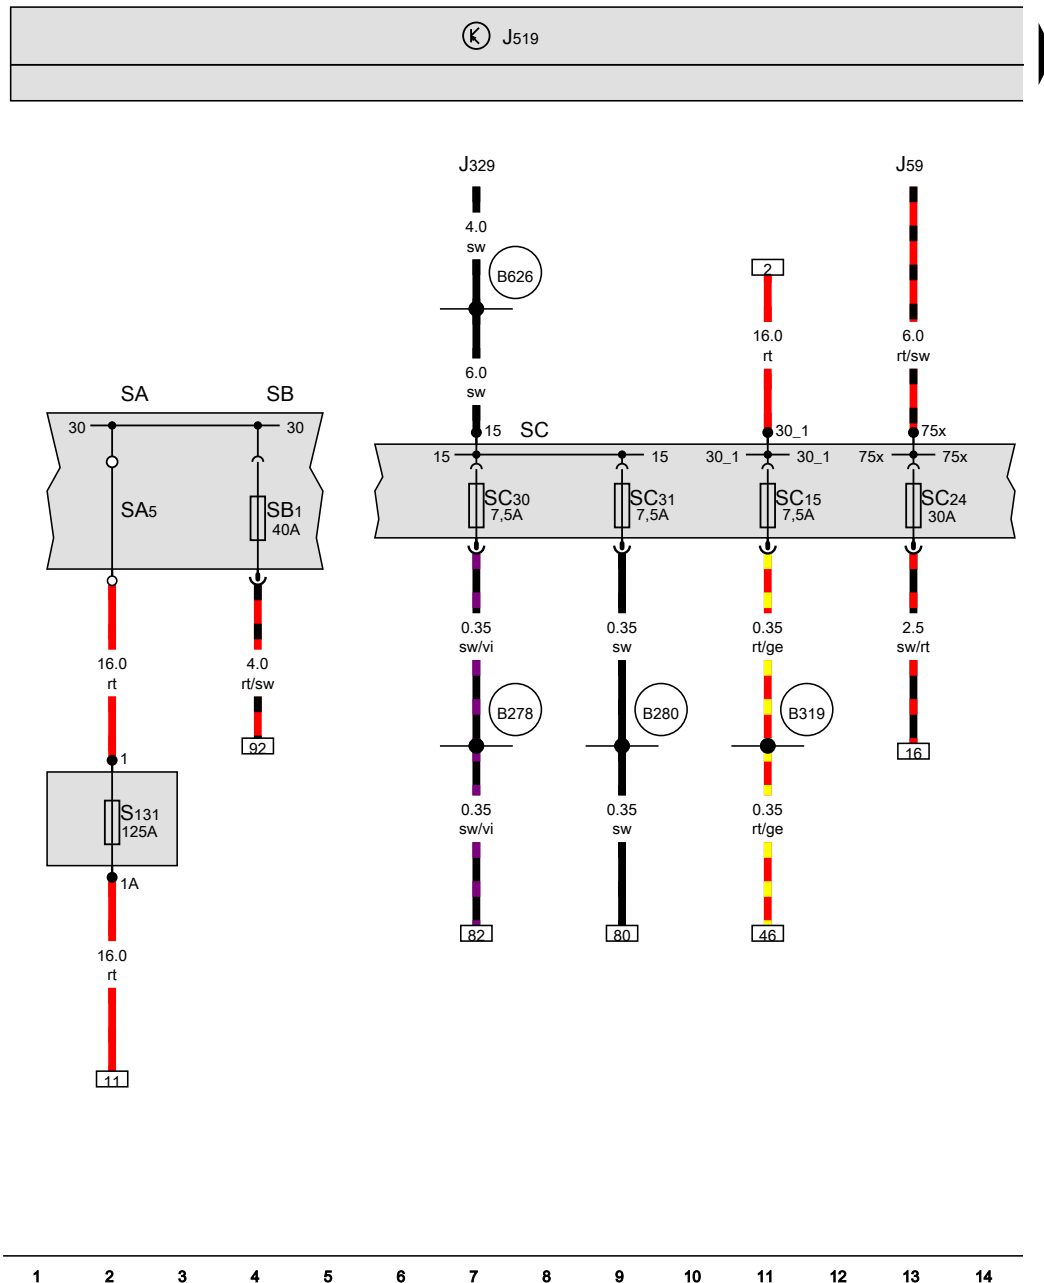 J519
J329
J59
4.0
sw
B626
2
16.0
rt
6.0
rt/sw
6.0
sw
SA
SB
15
SC
30_1
75x
30
30
15
15
30_1
30_1
75x
75x
SA5
SB1
40A
SC30
7,5A
SC31
7,5A
SC15
7,5A
SC24
30A
16.0
rt
4.0
rt/sw
0.35
sw/vi
0.35
sw
0.35
rt/ge
2.5
sw/rt
B278
B280
B319
92
16
1
S131
125A
0.35
sw/vi
0.35
sw
0.35
rt/ge
1A
82
80
46
16.0
rt
11
1 2 3 4 5 6 7 8 9 10 11 12 13 14